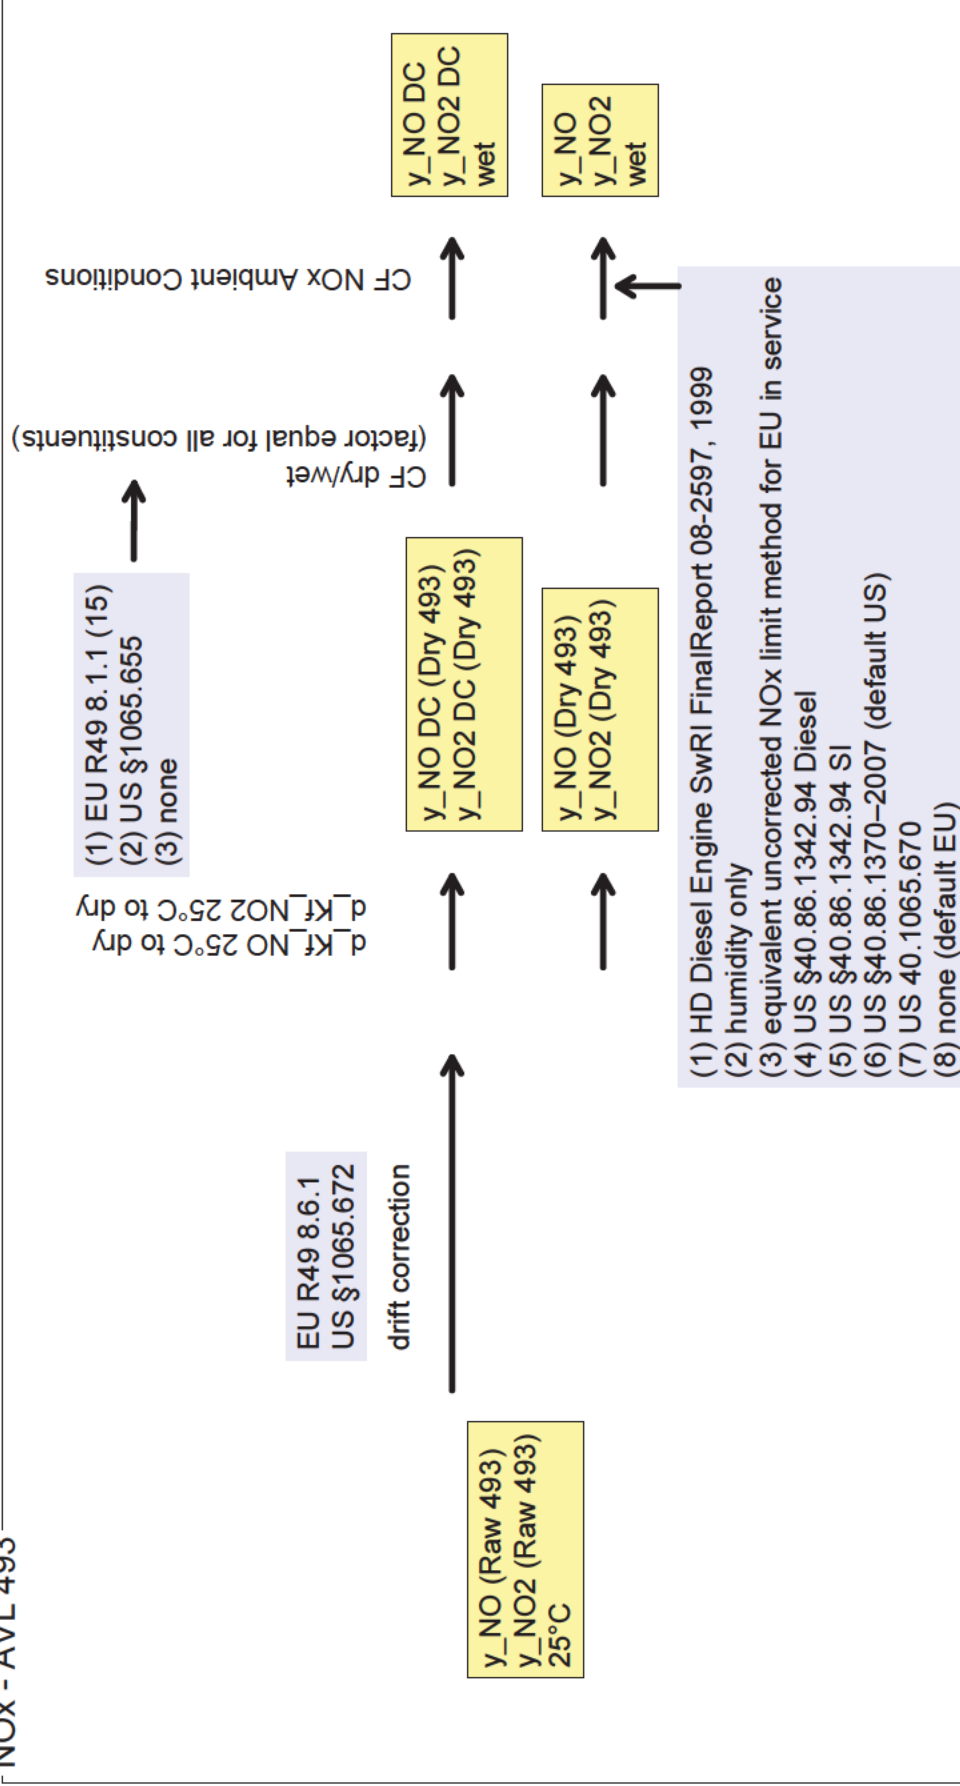 NOx - AVL 493
y_NO (Raw 493)
y_NO2 (Raw 493)
25°C
EU R49 8.6.1
US §1065.672
drift correction
d_Kf_NO 25°C to dry
d_Kf_NO2 25°C to dry
(1) EU R49 8.1.1 (15)
(2) US §1065.655
(3) none
y_NO DC (Dry 493)
y_NO2 DC (Dry 493)
y_NO (Dry 493)
y_NO2 (Dry 493)
CF dry/wet
(factor equal for all constituents)
CF NOx Ambient Conditions
y_NO DC
y_NO2 DC
wet
y_NO
y_NO2
wet
(1) HD Diesel Engine SwRI FinalReport 08-2597, 1999
(2) humidity only
(3) equivalent uncorrected NOx limit method for EU in service
(4) US §40.86.1342.94 Diesel
(5) US §40.86.1342.94 SI
(6) US §40.86.1370–2007 (default US)
(7) US 40.1065.670
(8) none (default EU)